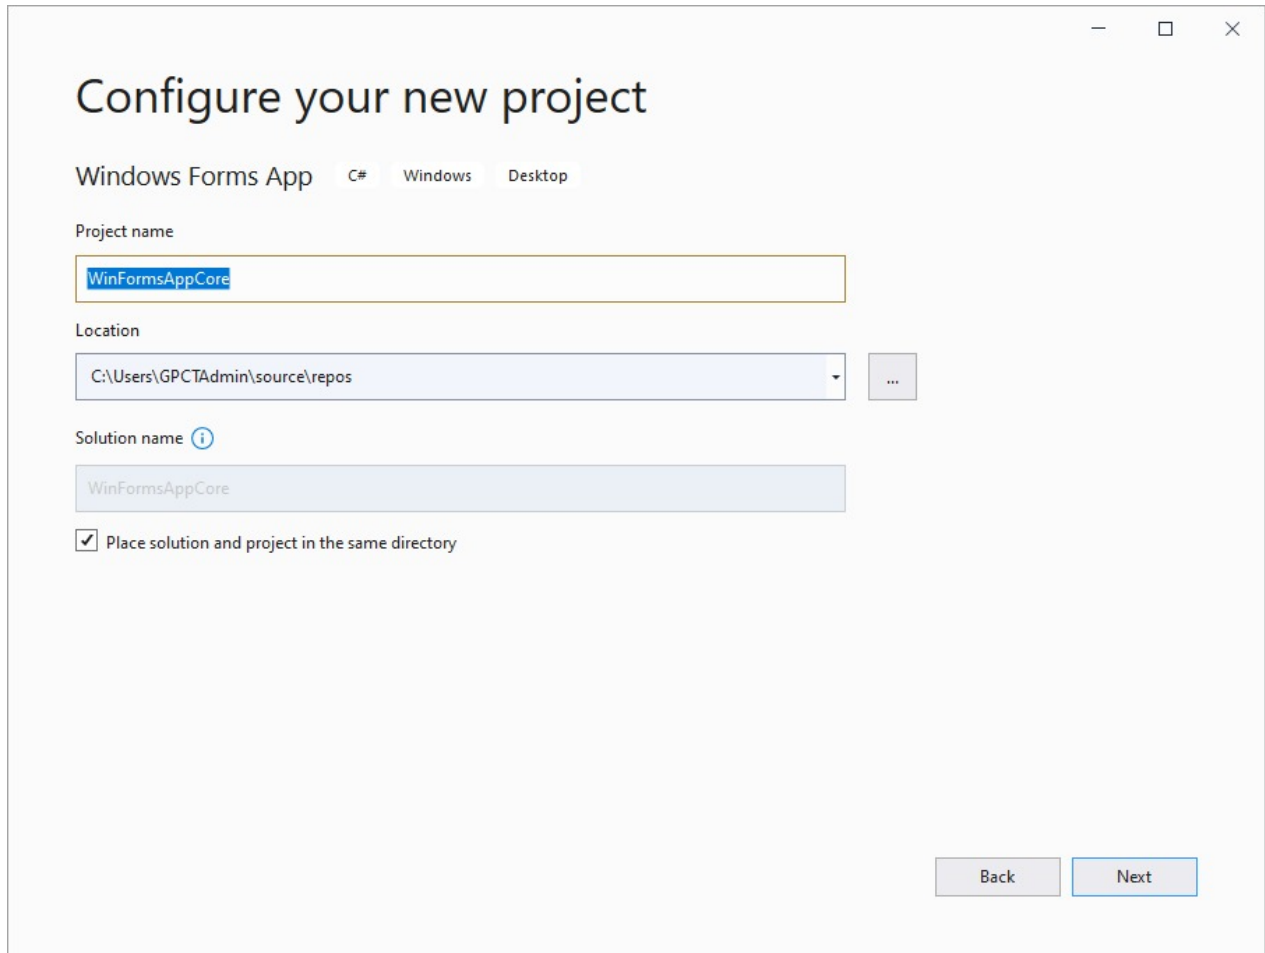 Configure your new project
Windows Forms App C# Windows Desktop
Project name
WinFormsAppCore
Location
C:\Users\GPCTAdmin\source\repos
...
Solution name
WinFormsAppCore
Place solution and project in the same directory
Back Next